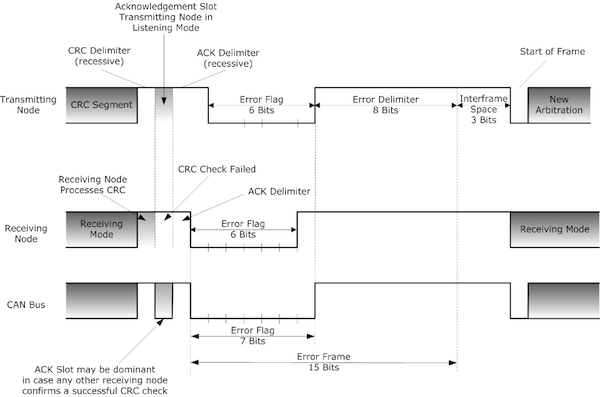 Acknowledgement Slot
Transmitting Node in
Listening Mode
CRC Delimiter
(recessive)
ACK Delimiter
(recessive)
Start of Frame
Transmitting
Node
CRC Segment
Error Flag
6 Bits
Error Delimiter
8 Bits
Interframe
Space
3 Bits
New
Arbitration
Receiving Node
Processes CRC
CRC Check Failed
ACK Delimiter
Receiving
Node
Receiving
Mode
Error Flag
6 Bits
Receiving Mode
CAN Bus
Error Flag
7 Bits
Error Frame
15 Bits
ACK Slot may be dominant
in case any other receiving node
confirms a successful CRC check